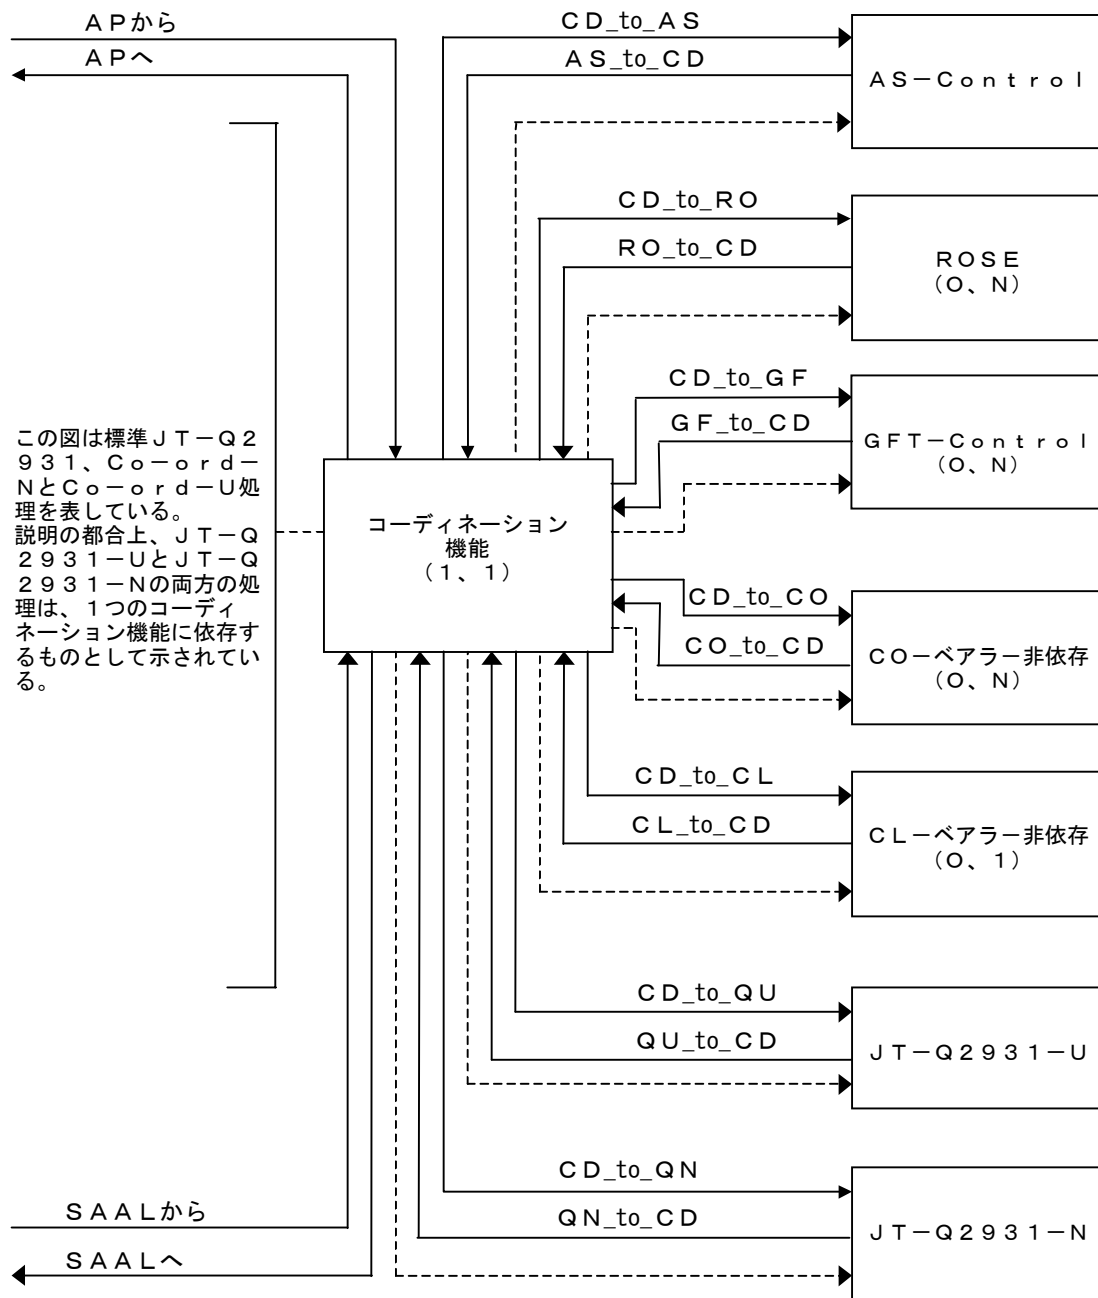 ＡＰから
ＡＰへ
ＣＤ_to_ＡＳ
ＡＳ_to_ＣＤ
ＡＳ－Ｃｏｎｔｒｏｌ
ＣＤ_to_ＲＯ
ＲＯ_to_ＣＤ
ＲＯＳＥ
（０、Ｎ）
ＣＤ_to_ＧＦ
ＧＦ_to_ＣＤ
ＧＦＴ－Ｃｏｎｔｒｏｌ
（０、Ｎ）
この図は標準ＪＴ－Ｑ２
９３１、Ｃｏ－ｏｒｄ－
ＮとＣｏ－ｏｒｄ－Ｕ処
理を表している。
説明の都合上、ＪＴ－Ｑ
２９３１－ＵとＪＴ－Ｑ
２９３１－Ｎの両方の処
理は、１つのコーディ
ネーション機能に依存す
るものとして示されてい
る。
コーディネーション
機能
（１、１）
ＣＤ_to_ＣＯ
ＣＯ_to_ＣＤ
ＣＯ－ベアラー非依存
（０、Ｎ）
ＣＤ_to_ＣＬ
ＣＬ_to_ＣＤ
ＣＬ－ベアラー非依存
（０、１）
ＣＤ_to_ＱＵ
ＱＵ_to_ＣＤ
ＪＴ－Ｑ２９３１－Ｕ
ＣＤ_to_ＱＮ
ＱＮ_to_ＣＤ
ＪＴ－Ｑ２９３１－Ｎ
ＳＡＡＬから
ＳＡＡＬへ